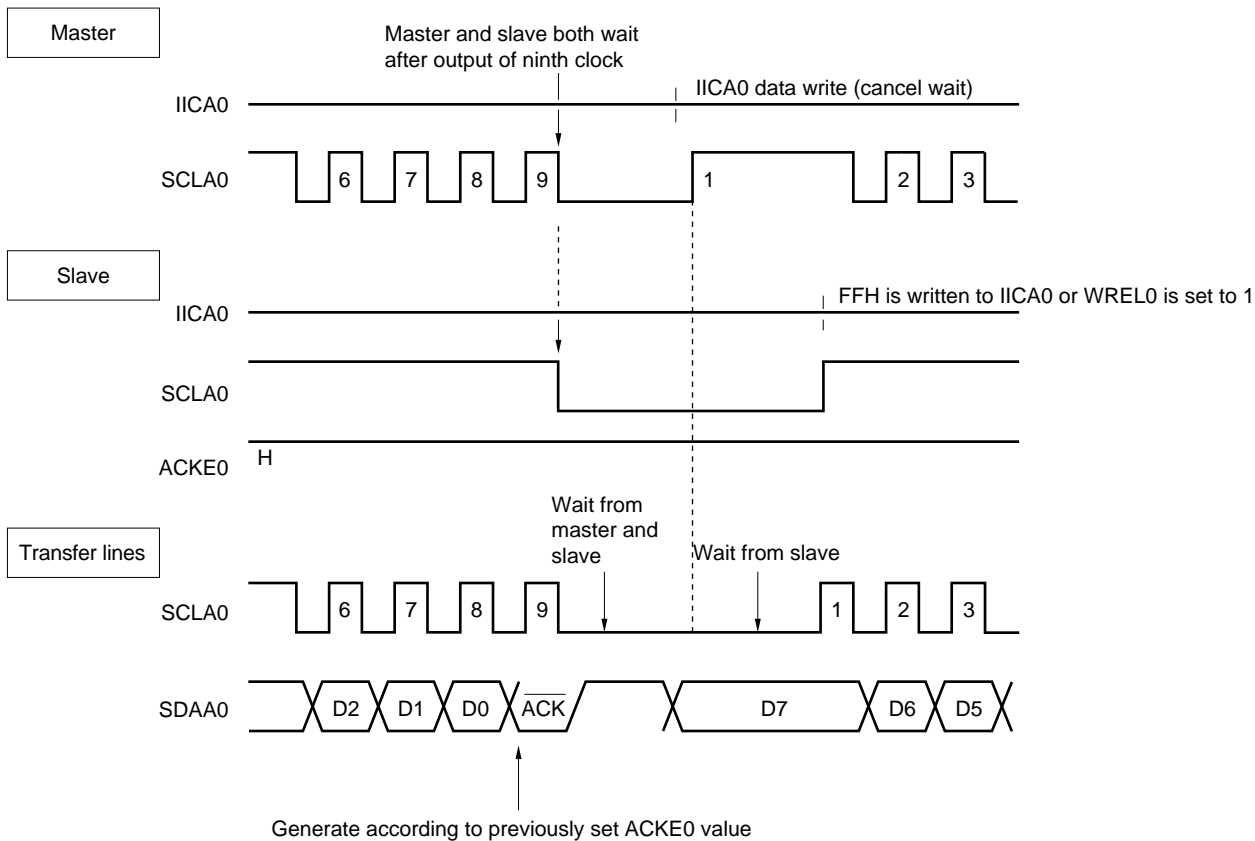 Master
Master and slave both wait
after output of ninth clock
IICA0 data write (cancel wait)
IICA0
SCLA0
6 7 8 9 1 2 3
Slave
FFH is written to IICA0 or WREL0 is set to 1
IICA0
SCLA0
ACKE0
H
Transfer lines
Wait from
master and
slave
Wait from slave
SCLA0
6 7 8 9 1 2 3
SDAA0
D2 D1 D0 ACK D7 D6 D5
Generate according to previously set ACKE0 value